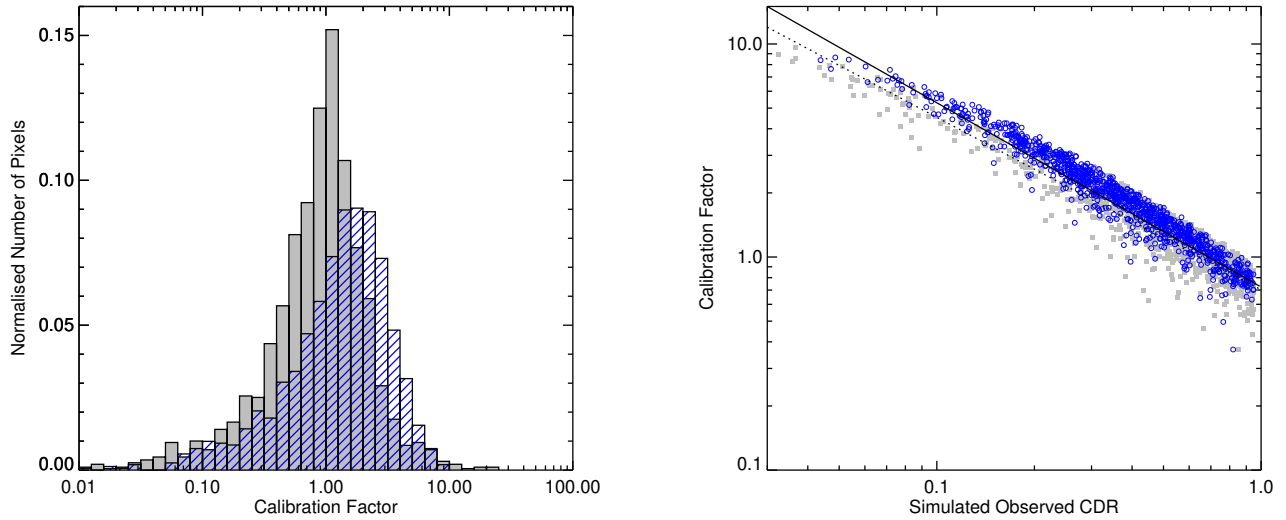 0.15
0.10
0.05
0.00
Normalised Number of Pixels
0.01 0.10 1.00 10.00 100.00
Calibration Factor
10.0
1.0
0.1
Calibration Factor
0.1 1.0
Simulated Observed CDR